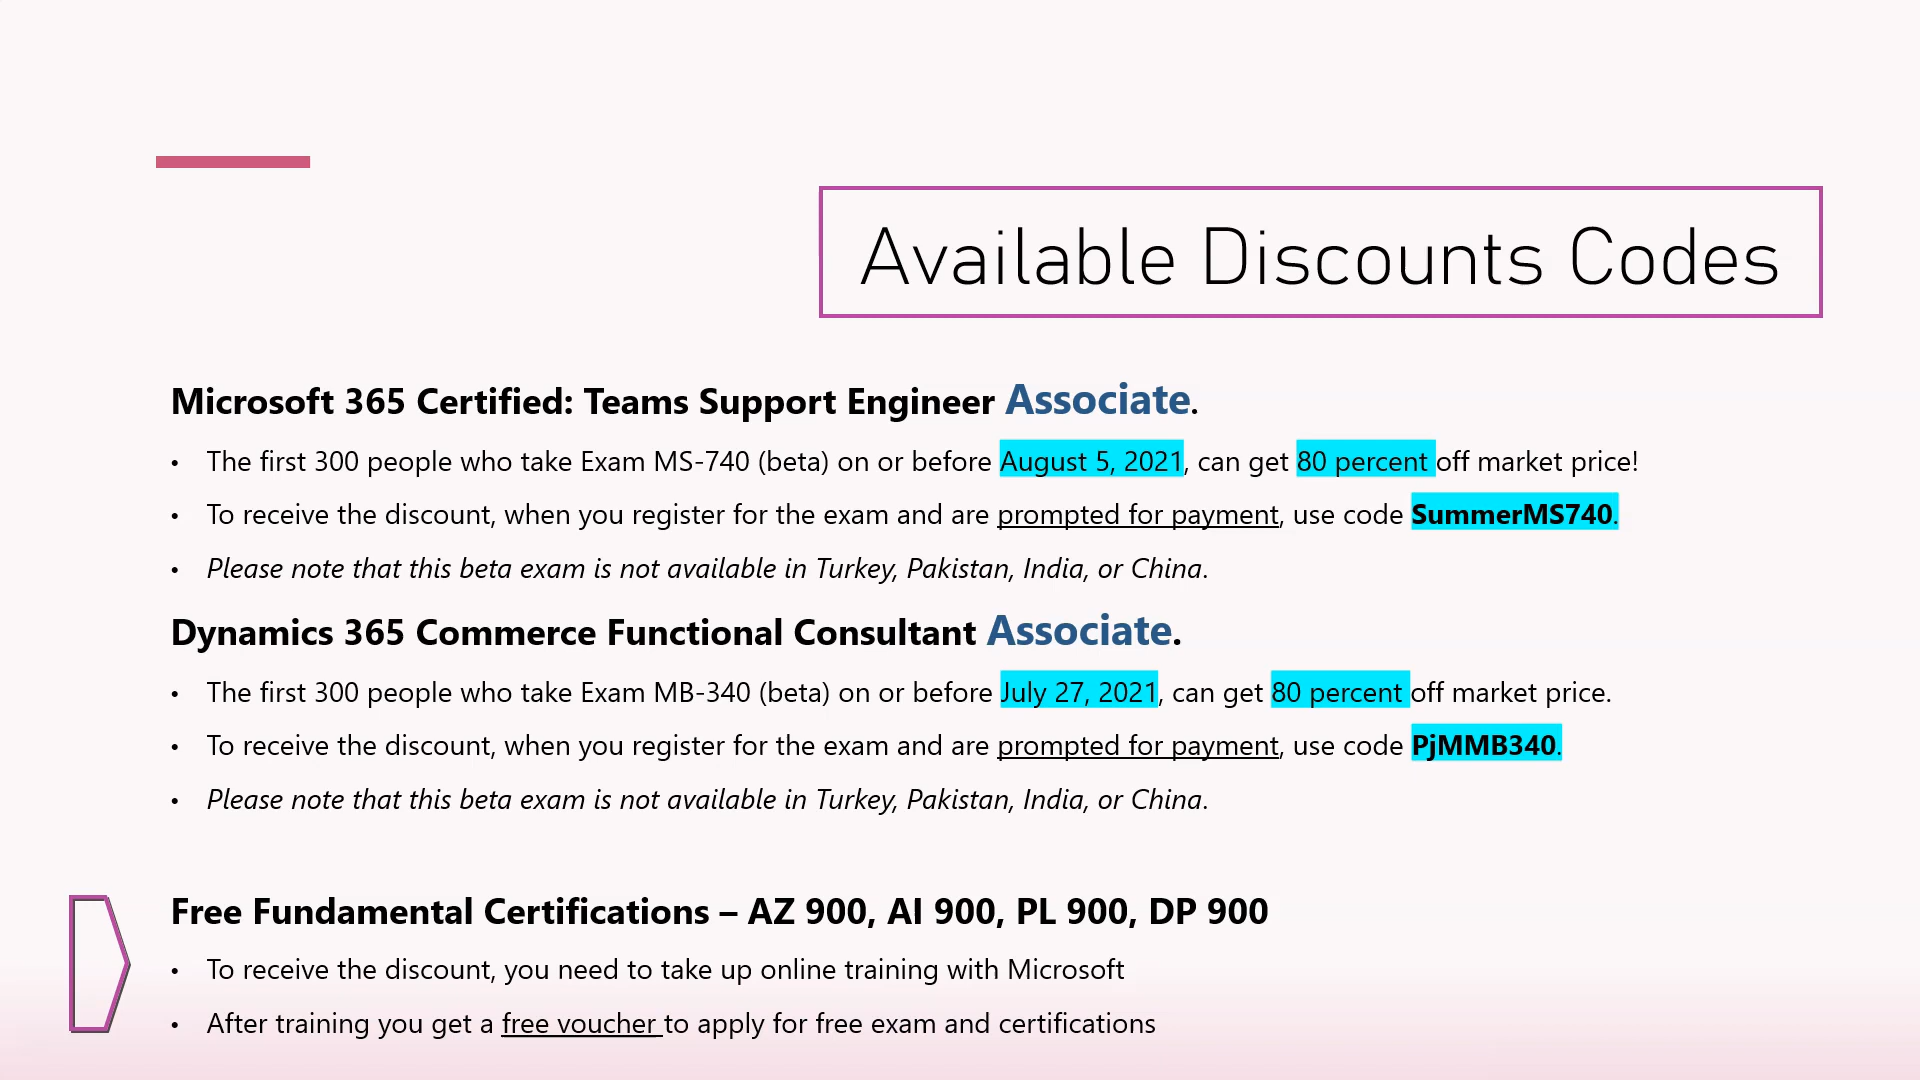 Available Discounts Codes
Microsoft 365 Certified: Teams Support Engineer Associate.
• The first 300 people who take Exam MS-740 (beta) on or before August 5, 2021, can get 80 percent off market price!
• To receive the discount, when you register for the exam and are prompted for payment, use code SummerMS740.
• Please note that this beta exam is not available in Turkey, Pakistan, India, or China.
Dynamics 365 Commerce Functional Consultant Associate.
• The first 300 people who take Exam MB-340 (beta) on or before July 27, 2021, can get 80 percent off market price.
• To receive the discount, when you register for the exam and are prompted for payment, use code PjMMB340.
• Please note that this beta exam is not available in Turkey, Pakistan, India, or China.
Free Fundamental Certifications – AZ 900, AI 900, PL 900, DP 900
• To receive the discount, you need to take up online training with Microsoft
• After training you get a free voucher to apply for free exam and certifications